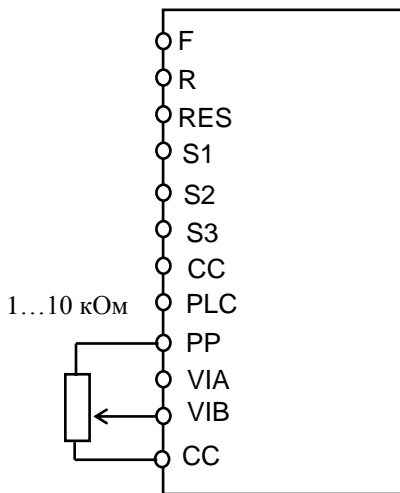 F
R
RES
S1
S2
S3
CC
1…10 кОм PLC
PP
VIA
VIB
CC